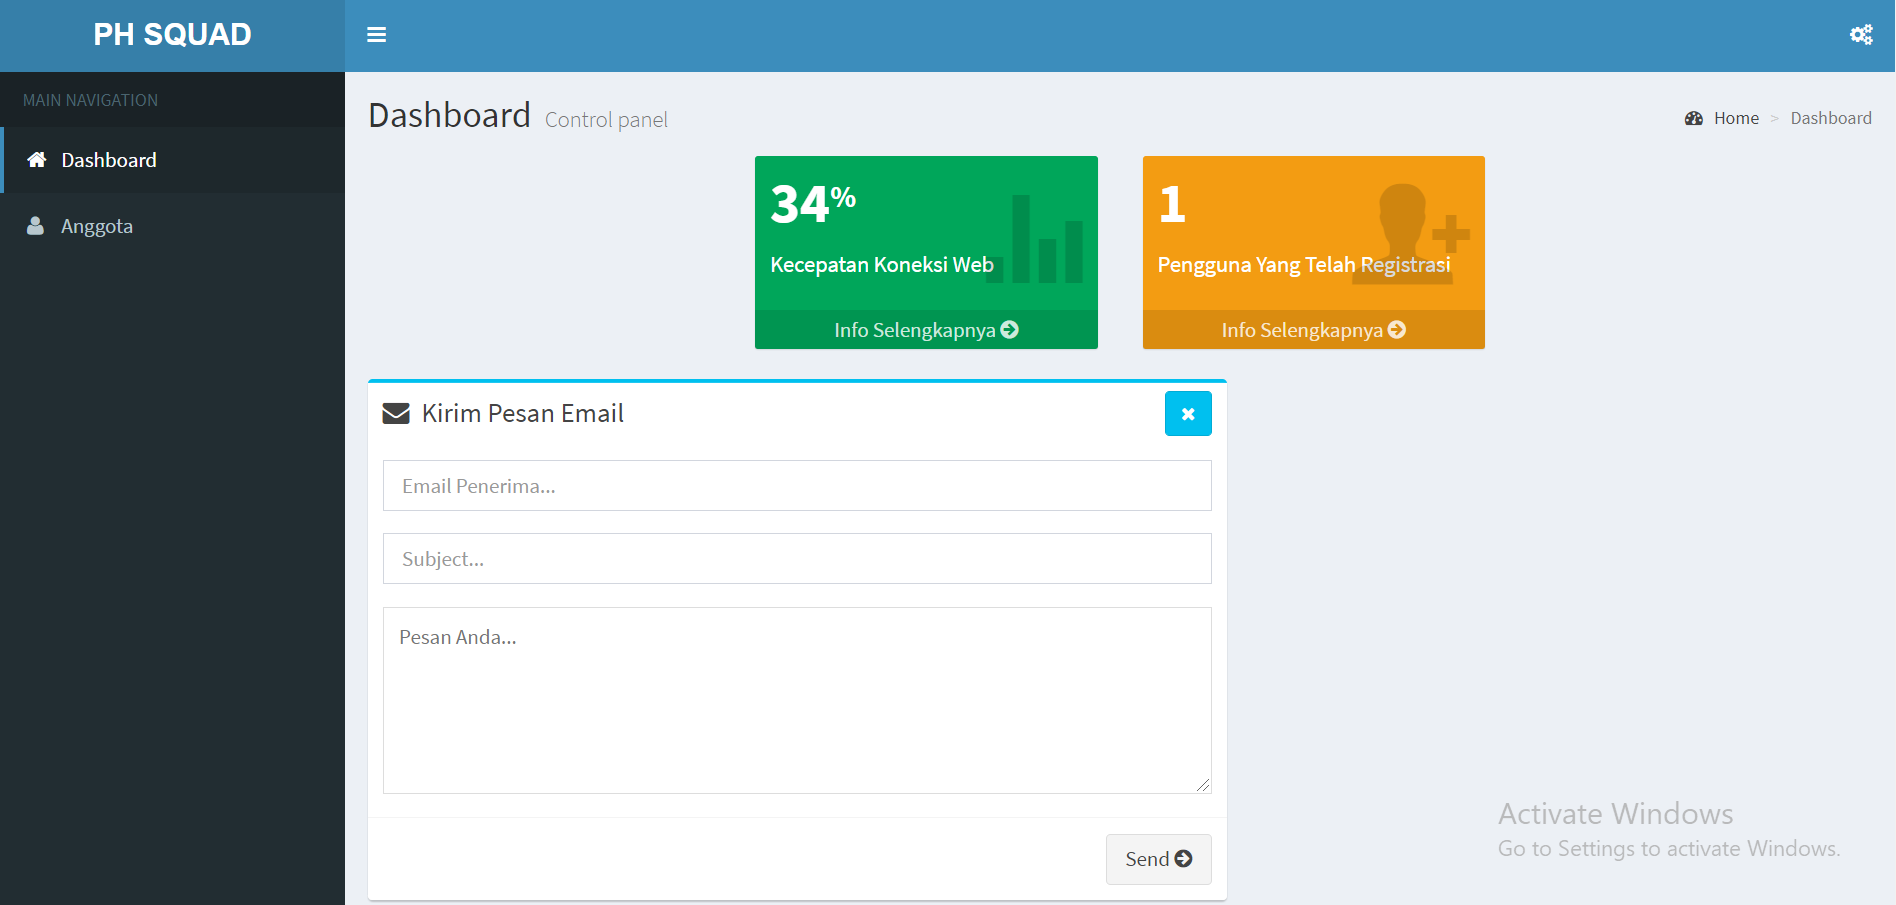 PH SQUAD
MAIN NAVIGATION
Dashboard
Anggota
Dashboard Control panel
Home > Dashboard
34%
Kecepatan Koneksi Web
Info Selengkapnya
1
Pengguna Yang Telah Registrasi
Info Selengkapnya
Kirim Pesan Email
Email Penerima...
Subject...
Pesan Anda...
Send
Activate Windows
Go to Settings to activate Windows.